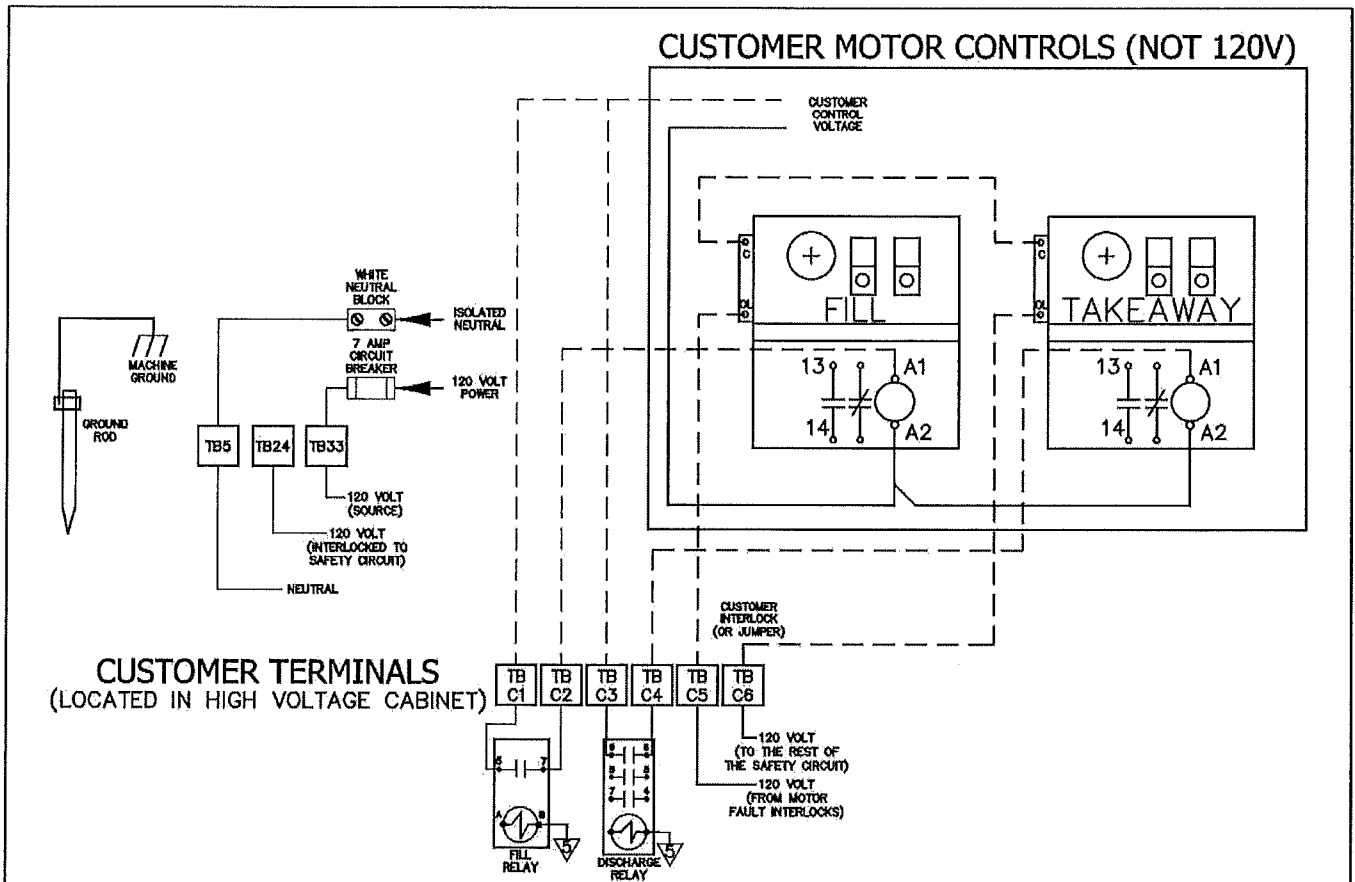 CUSTOMER MOTOR CONTROLS (NOT 120V)
CUSTOMER
CONTROL
VOLTAGE
C
OL
FILL
13
14
A1
A2
C
OL
TAKEAWAY
13
14
A1
A2
WHITE
NEUTRAL
BLOCK
ISOLATED
NEUTRAL
7 AMP
CIRCUIT
BREAKER
120 VOLT
POWER
MACHINE
GROUND
GROUND
ROD
TB5
TB24
TB33
120 VOLT
(SOURCE)
120 VOLT
(INTERLOCKED TO
SAFETY CIRCUIT)
NEUTRAL
CUSTOMER
INTERLOCK
(OR JUMPER)
CUSTOMER TERMINALS
(LOCATED IN HIGH VOLTAGE CABINET)
TB
C1
TB
C2
TB
C3
TB
C4
TB
C5
TB
C6
120 VOLT
(TO THE REST OF
THE SAFETY CIRCUIT)
120 VOLT
(FROM MOTOR
FAULT INTERLOCKS)
7
A
B
5
FILL
RELAY
7
4
5
DISCHARGE
RELAY